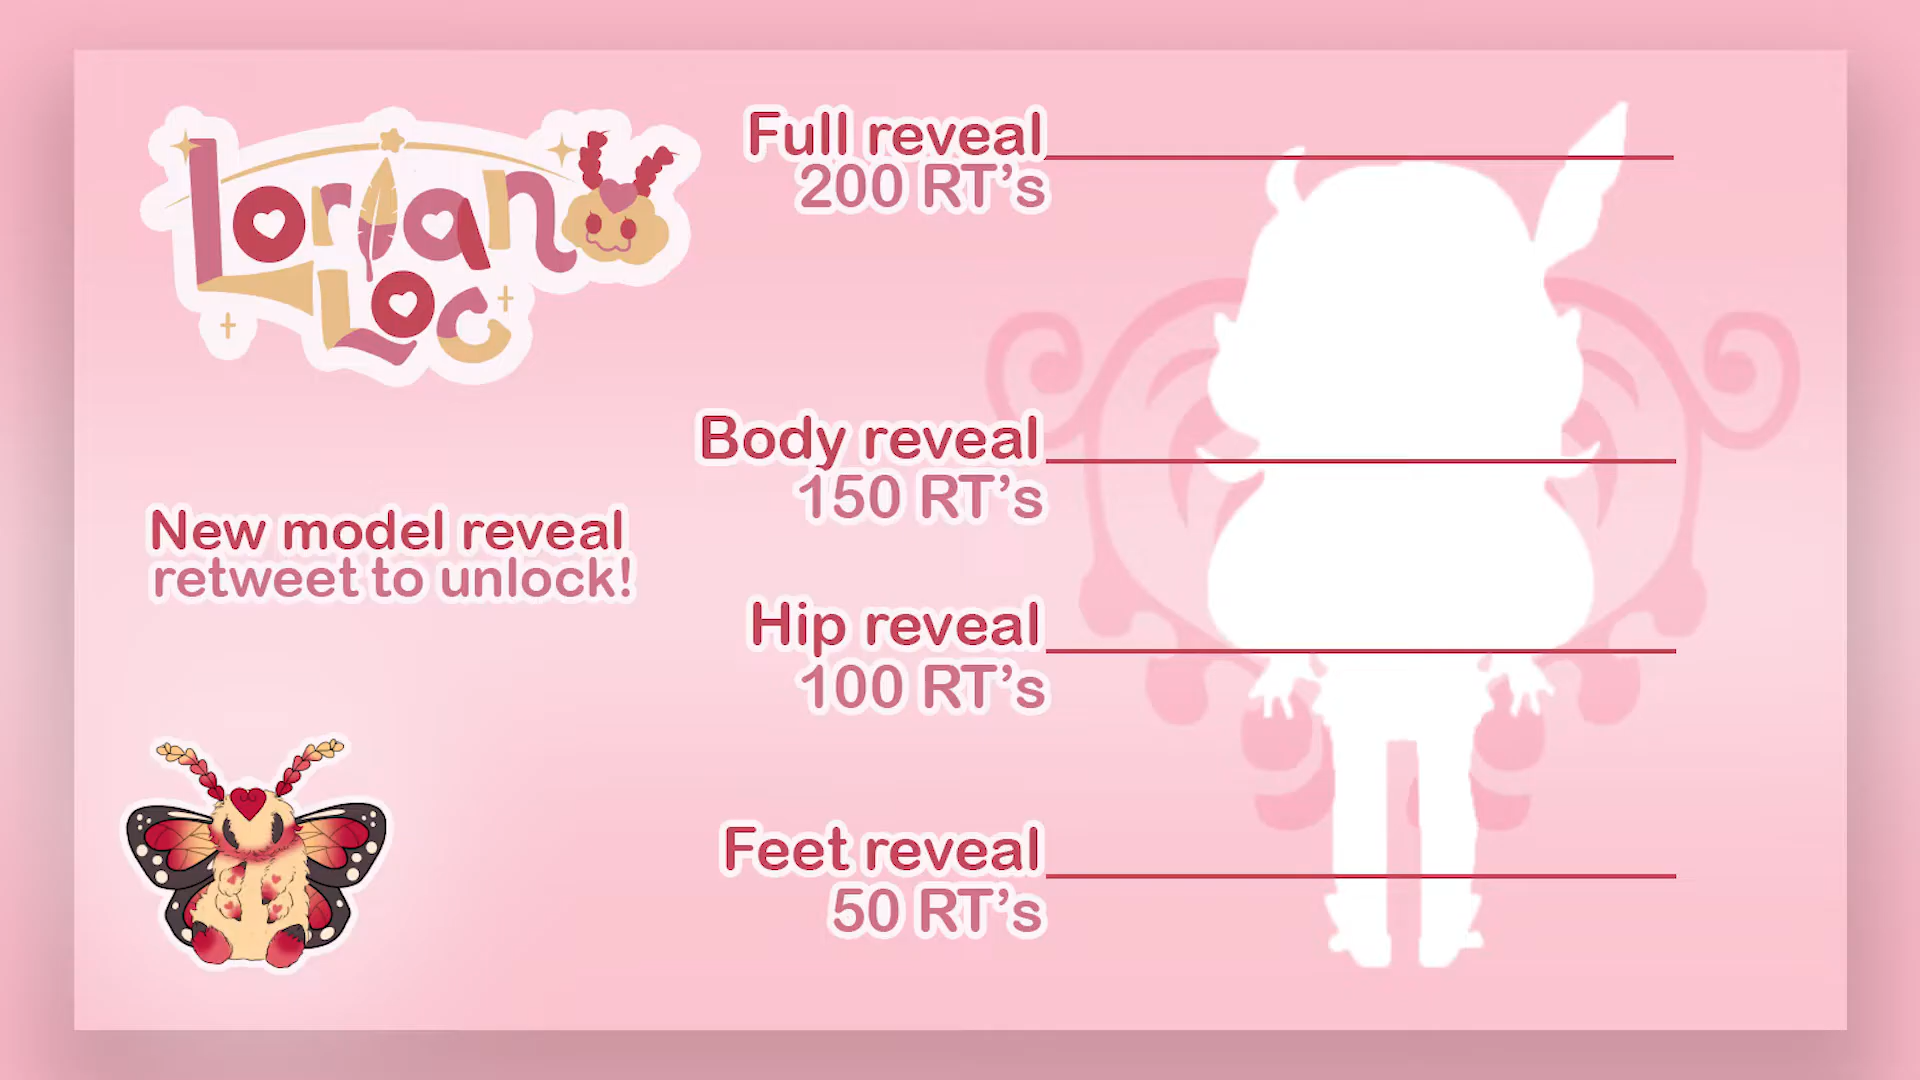 Lorian
Loc
New model reveal
retweet to unlock!
Full reveal
200 RT's
Body reveal
150 RT's
Hip reveal
100 RT's
Feet reveal
50 RT's